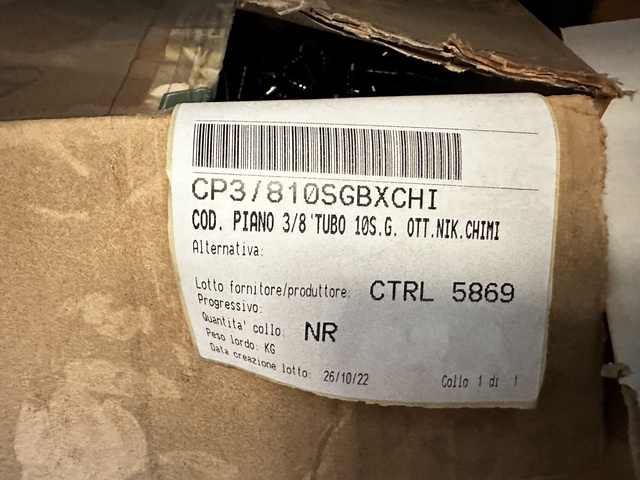 CP3/810SGBXCHI
COD. PIANO 3/8'TUBO 10S.G. OTT.NIK.CHIMI
Alternativa:
Lotto fornitore/produttore: CTRL 5869
Progressivo:
Quantita' collo: NR
Peso lordo: KG
Data creazione lotto: 26/10/22
Collo 1 di 1